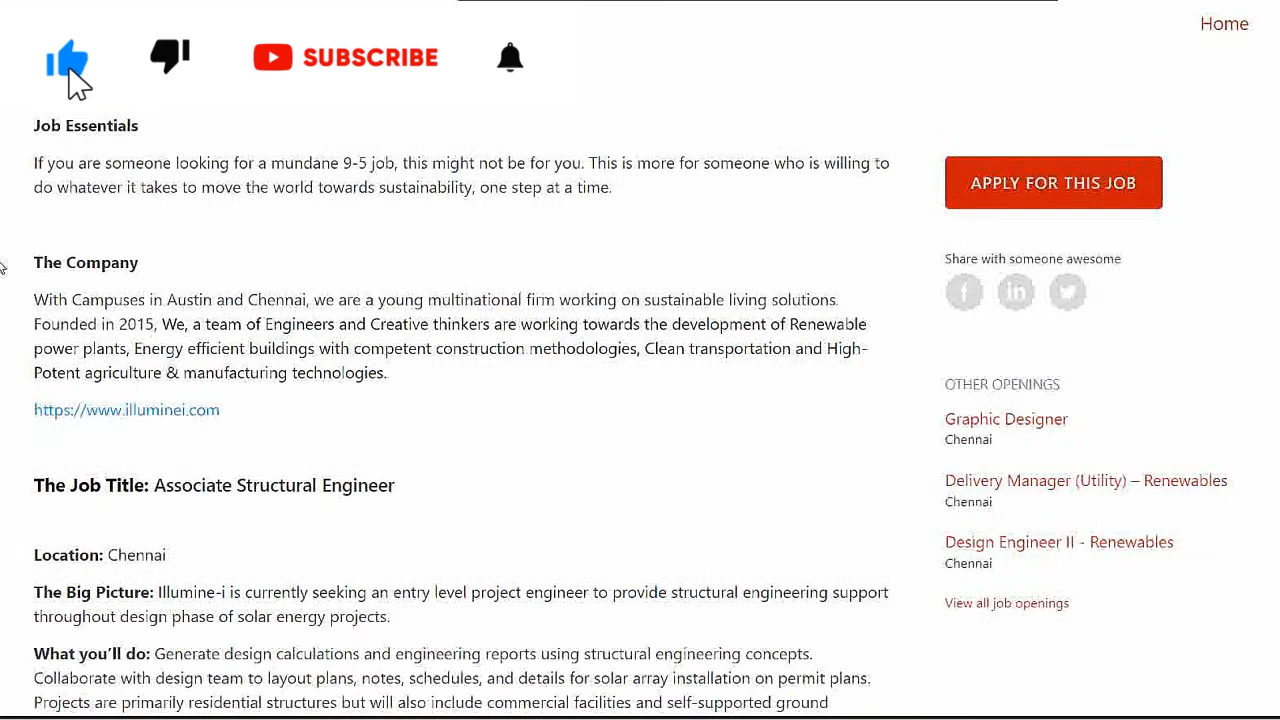 Home
SUBSCRIBE
Job Essentials
If you are someone looking for a mundane 9-5 job, this might not be for you. This is more for someone who is willing to
do whatever it takes to move the world towards sustainability, one step at a time.
APPLY FOR THIS JOB
The Company
Share with someone awesome
f in
With Campuses in Austin and Chennai, we are a young multinational firm working on sustainable living solutions.
Founded in 2015, We, a team of Engineers and Creative thinkers are working towards the development of Renewable
power plants, Energy efficient buildings with competent construction methodologies, Clean transportation and High-
Potent agriculture & manufacturing technologies.
https://www.illuminei.com
OTHER OPENINGS
Graphic Designer
Chennai
Delivery Manager (Utility) – Renewables
Chennai
Design Engineer II - Renewables
Chennai
View all job openings
The Job Title: Associate Structural Engineer
Location: Chennai
The Big Picture: Illumine-i is currently seeking an entry level project engineer to provide structural engineering support
throughout design phase of solar energy projects.
What you'll do: Generate design calculations and engineering reports using structural engineering concepts.
Collaborate with design team to layout plans, notes, schedules, and details for solar array installation on permit plans.
Projects are primarily residential structures but will also include commercial facilities and self-supported ground